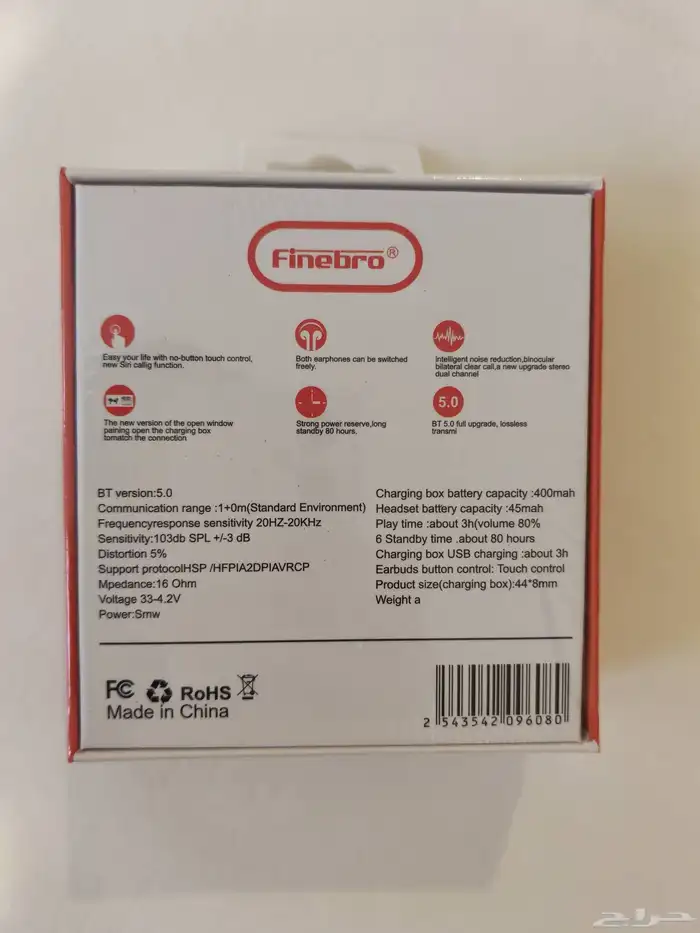 Finebro®
Easy your life with no-button touch control,
new Siri callig function.
Both earphones can be switched
freely.
Intelligent noise reduction,binocular
bilateral clear call,a new upgrade stereo
dual channel
The new version of the open window
paining open the charging box
tomatch the connection
Strong power reserve,long
standby 80 hours.
5.0
BT 5.0 full upgrade, lossless
transmi
BT version:5.0
Communication range :1+0m(Standard Environment)
Frequencyresponse sensitivity 20HZ-20KHz
Sensitivity:103db SPL +/-3 dB
Distortion 5%
Support protocolHSP /HFPIA2DPIAVRCP
Mpedance:16 Ohm
Voltage 33-4.2V
Power:Smw
Charging box battery capacity :400mah
Headset battery capacity :45mah
Play time :about 3h(volume 80%
6 Standby time .about 80 hours
Charging box USB charging :about 3h
Earbuds button control: Touch control
Product size(charging box):44*8mm
Weight a
FC RoHS
Made in China
2 543542 096080
حراج